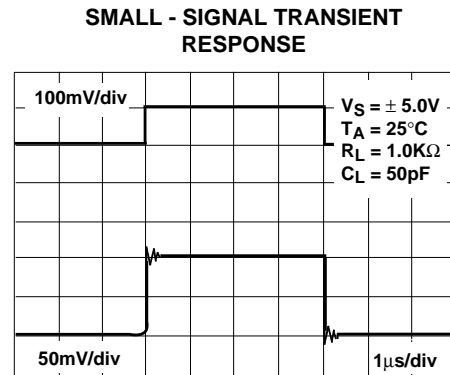 SMALL - SIGNAL TRANSIENT
RESPONSE
100mV/div
VS = ± 5.0V
TA = 25°C
RL = 1.0KΩ
CL = 50pF
50mV/div
1µs/div